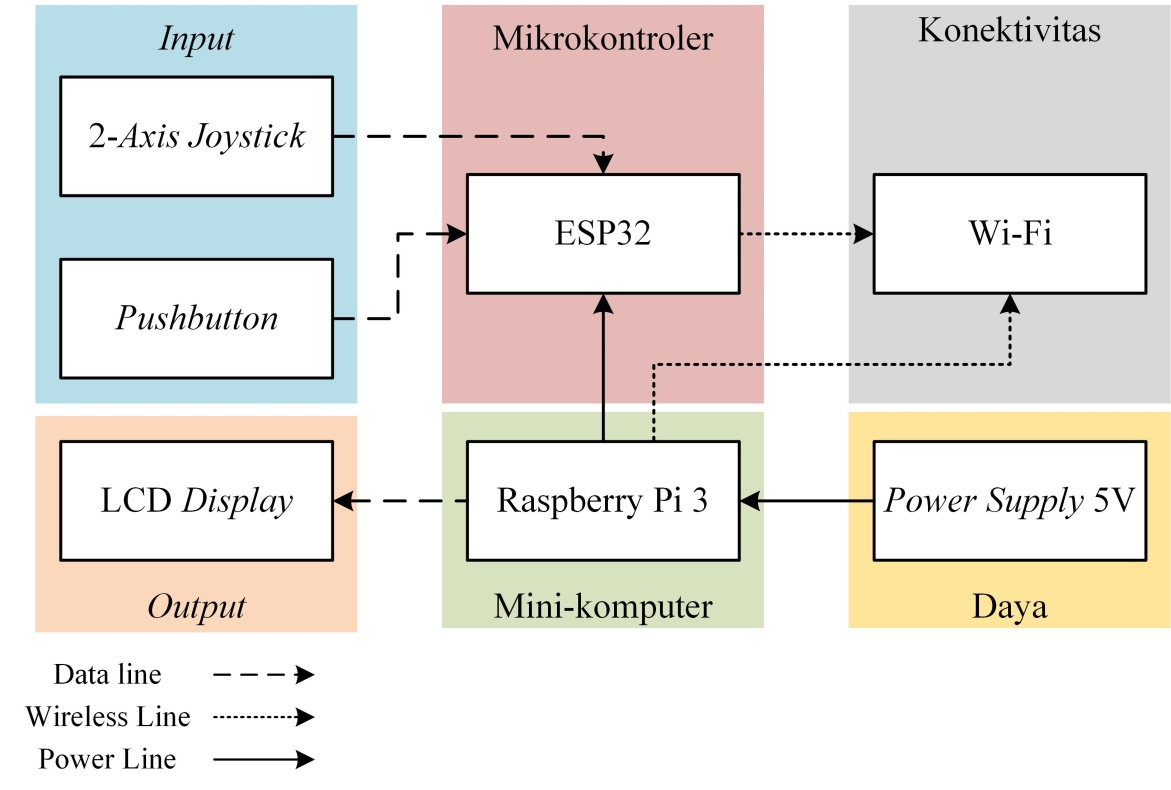 Input
Mikrokontroler
Konektivitas
2-Axis Joystick
ESP32
Wi-Fi
Pushbutton
LCD Display
Raspberry Pi 3
Power Supply 5V
Output
Mini-komputer
Daya
Data line
Wireless Line
Power Line